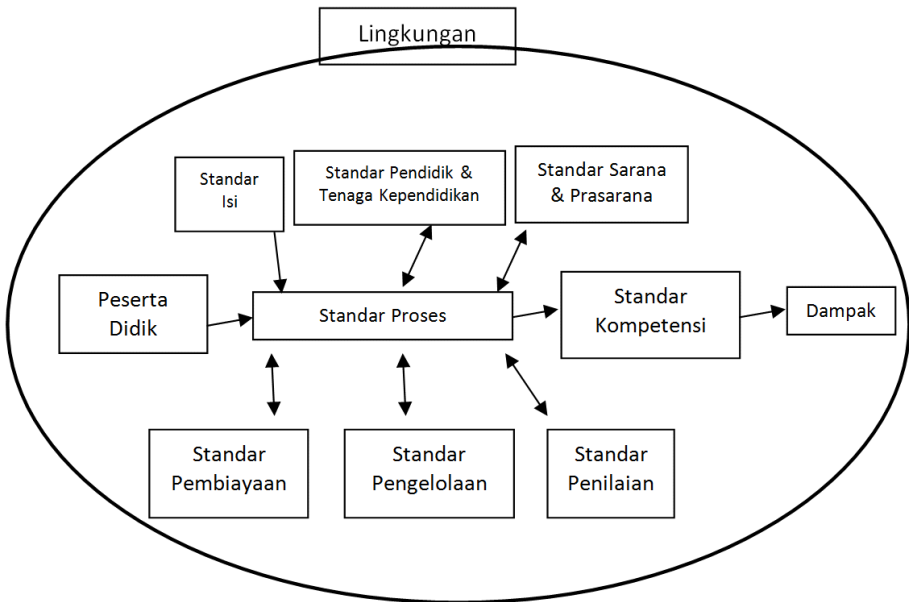 Lingkungan
Standar
Isi
Standar Pendidik &
Tenaga Kependidikan
Standar Sarana
& Prasarana
Peserta
Didik
Standar Proses
Standar
Kompetensi
Dampak
Standar
Pembiayaan
Standar
Pengelolaan
Standar
Penilaian